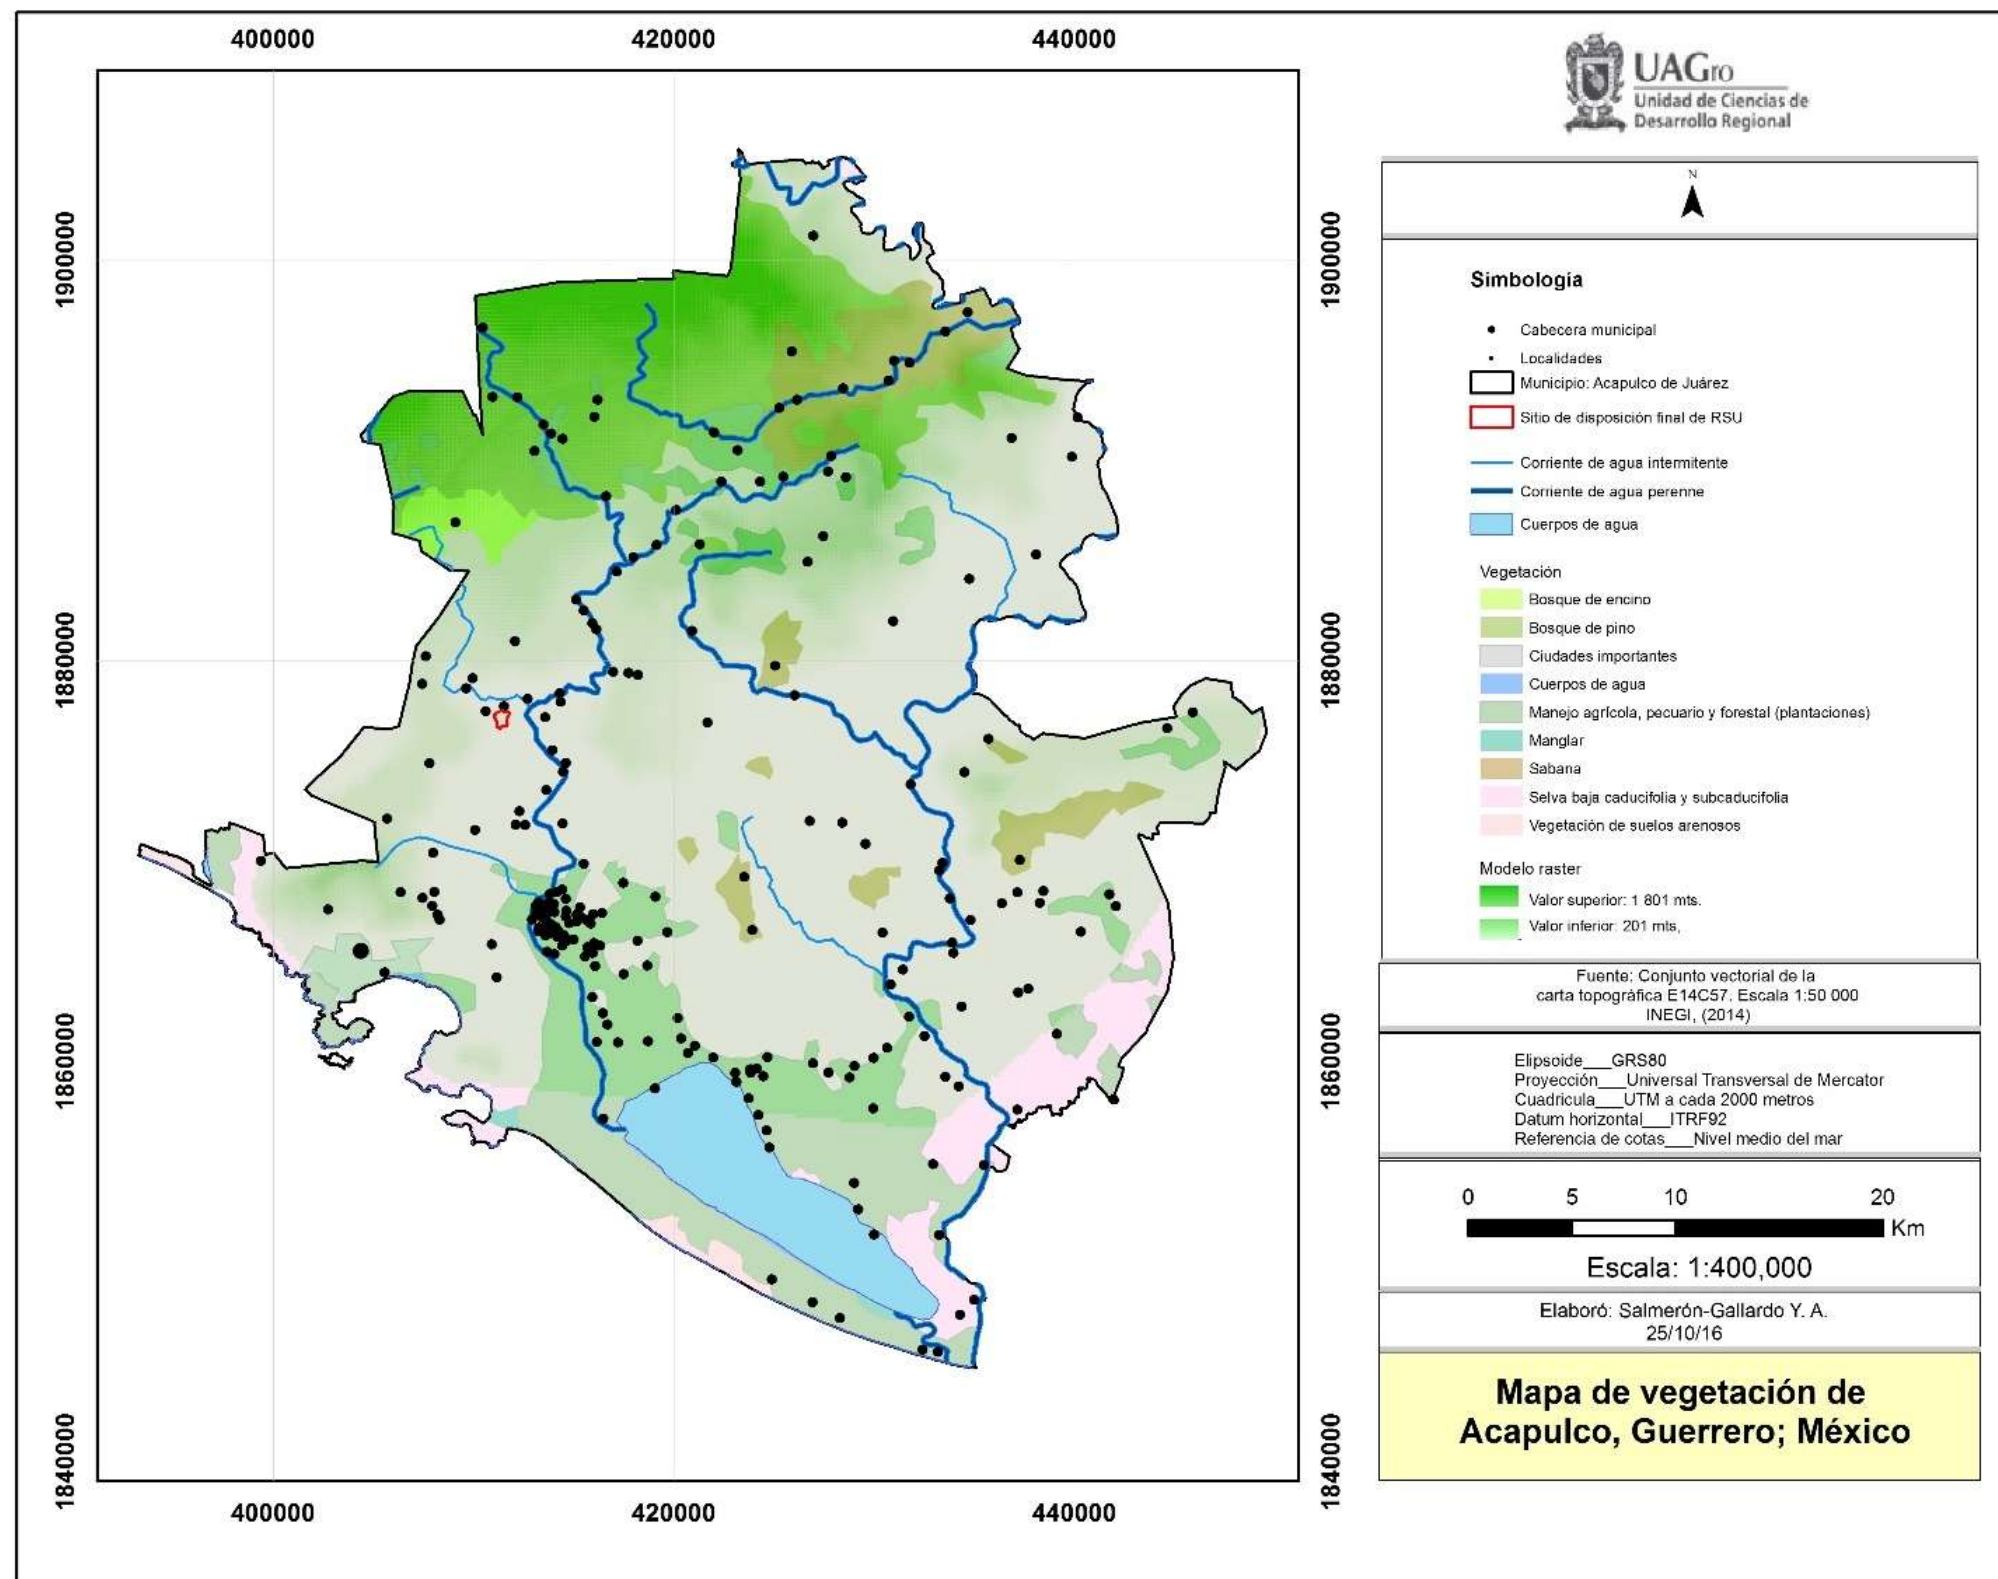 400000 420000 440000
1900000 1900000
1880000 1880000
1860000 1860000
1840000 1840000
400000 420000 440000
UAGro
Unidad de Ciencias de
Desarrollo Regional
N
Simbología
Cabecera municipal
Localidades
Municipio: Acapulco de Juárez
Sitio de disposición final de RSU
Corriente de agua intermitente
Corriente de agua perenne
Cuerpos de agua
Vegetación
Bosque de encino
Bosque de pino
Ciudades importantes
Cuerpos de agua
Manejo agrícola, pecuario y forestal (plantaciones)
Manglar
Sabana
Selva baja caducifolia y subcaducifolia
Vegetación de suelos arenosos
Modelo raster
Valor superior: 1 801 mts.
Valor inferior: 201 mts,
Fuente: Conjunto vectorial de la
carta topográfica E14C57. Escala 1:50 000
INEGI, (2014)
Elipsoide___GRS80
Proyección___Universal Transversal de Mercator
Cuadricula___UTM a cada 2000 metros
Datum horizontal___ITRF92
Referencia de cotas___Nivel medio del mar
0 5 10 20
Km
Escala: 1:400,000
Elaboró: Salmerón-Gallardo Y. A.
25/10/16
Mapa de vegetación de
Acapulco, Guerrero; México